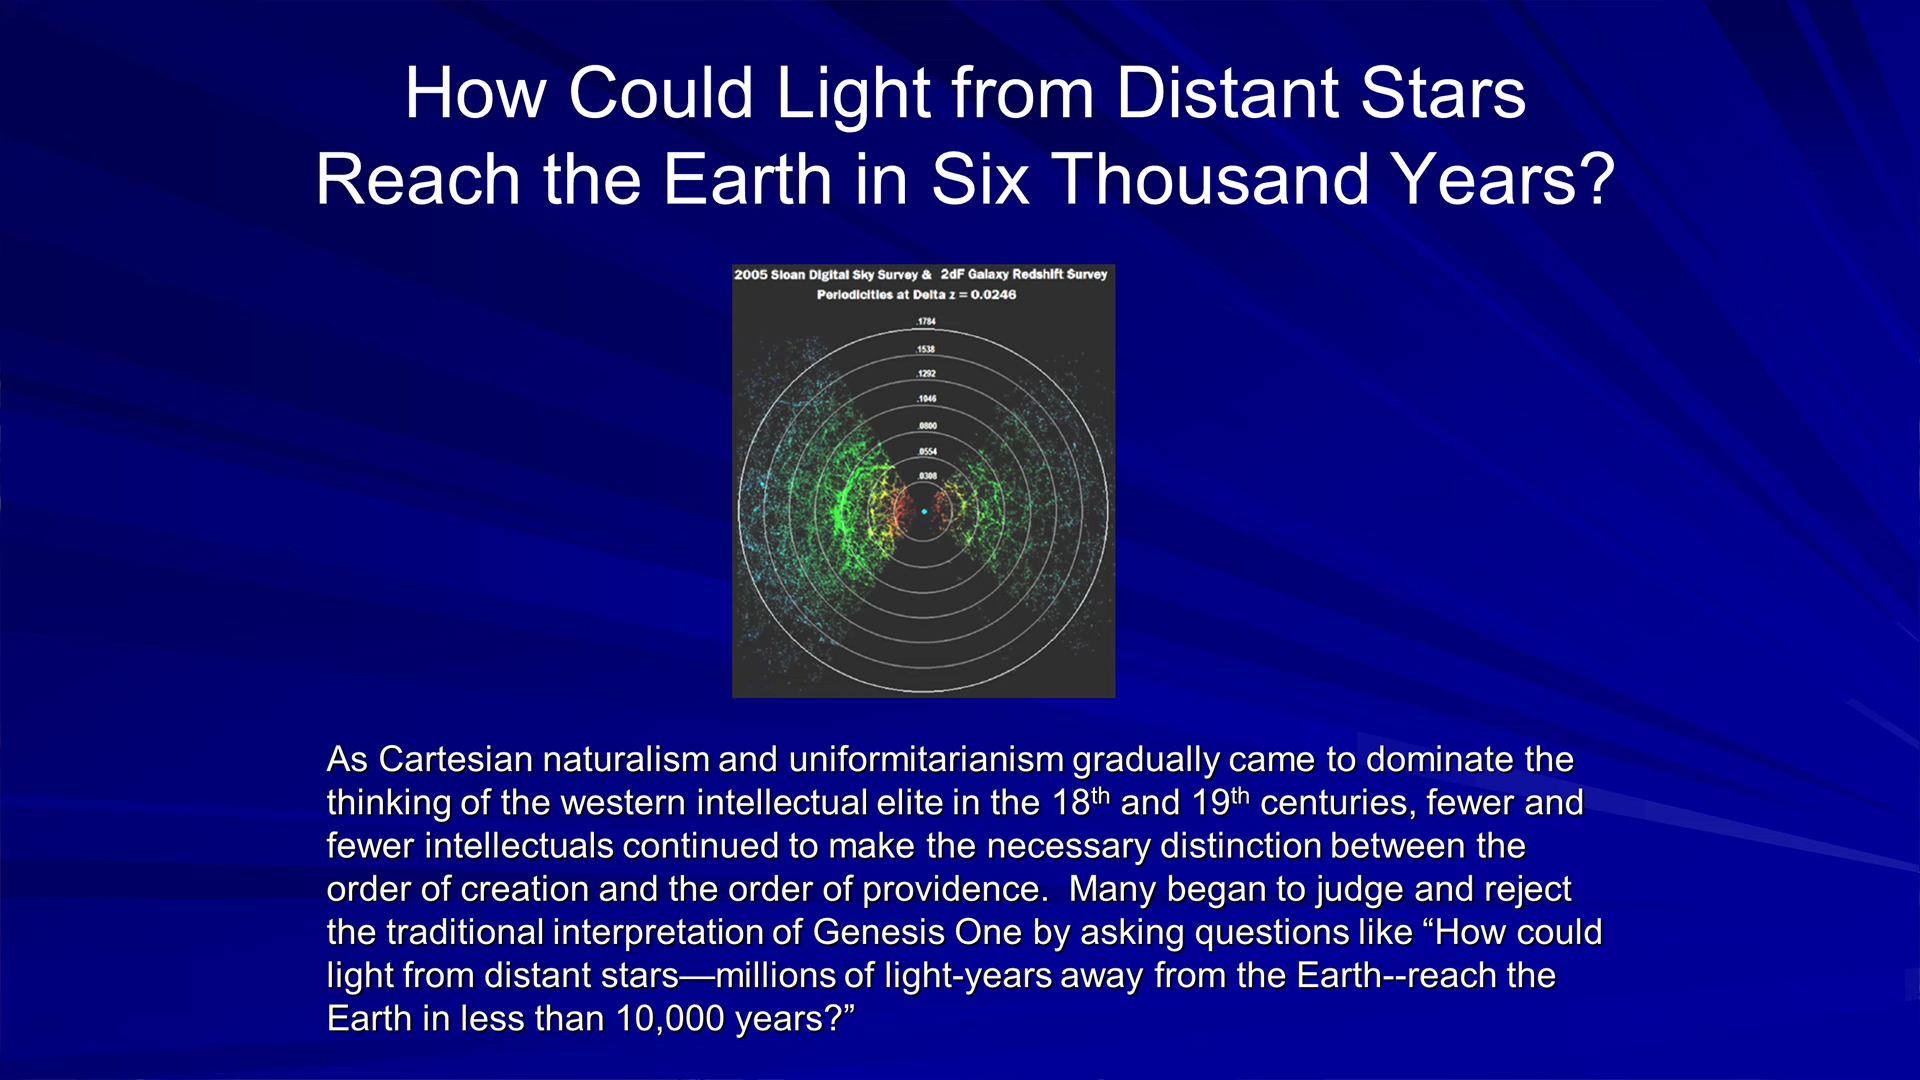 How Could Light from Distant Stars
Reach the Earth in Six Thousand Years?
2005 Sloan Digital Sky Survey & 2dF Galaxy Redshift Survey
Periodicities at Delta z = 0.0246
.1784
.1538
.1292
.1046
.0800
.0554
.0308
As Cartesian naturalism and uniformitarianism gradually came to dominate the
thinking of the western intellectual elite in the 18th and 19th centuries, fewer and
fewer intellectuals continued to make the necessary distinction between the
order of creation and the order of providence.  Many began to judge and reject
the traditional interpretation of Genesis One by asking questions like “How could
light from distant stars—millions of light-years away from the Earth--reach the
Earth in less than 10,000 years?”